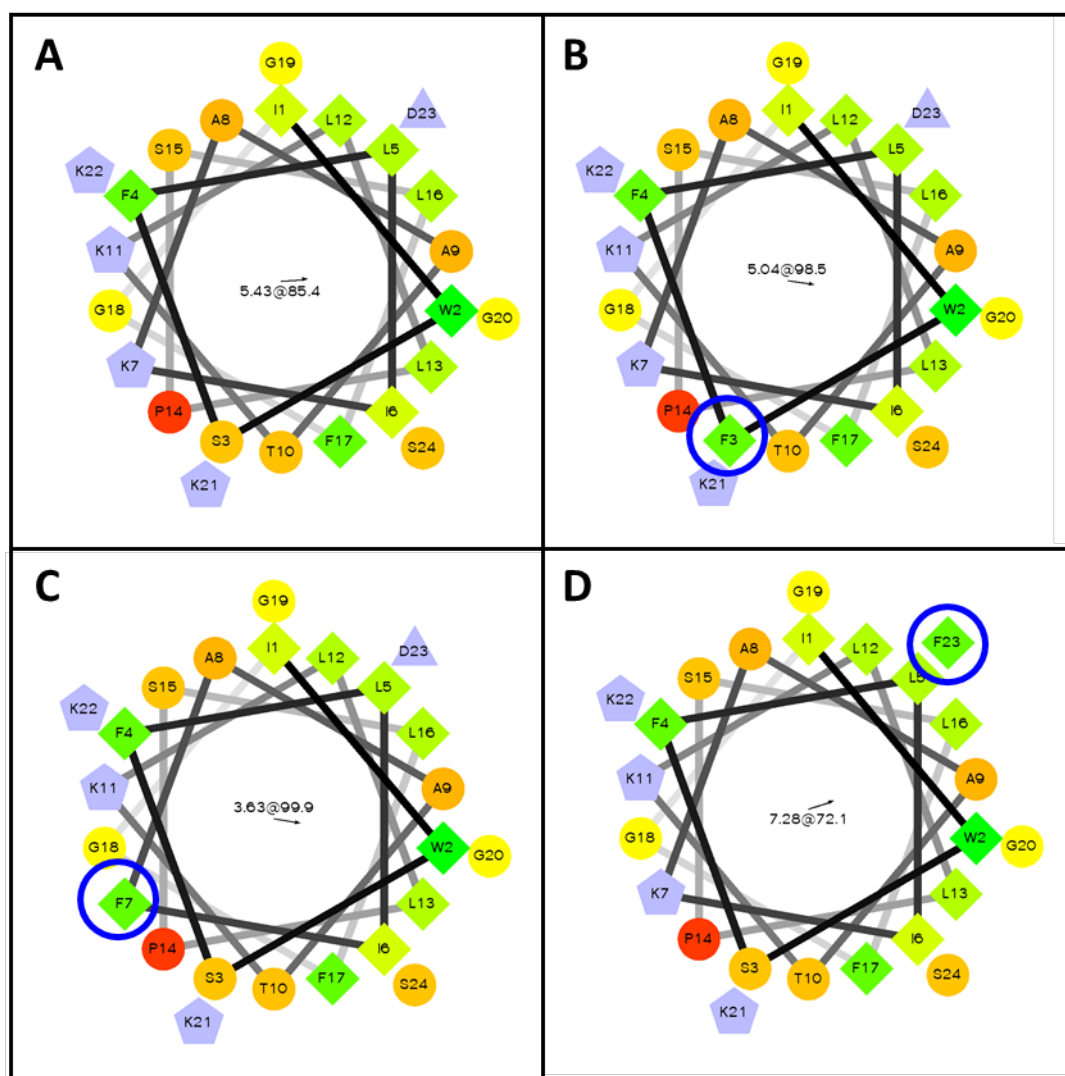 A
G19
I1
A8
L12
D23
S15
L5
K22
F4
L16
K11
A9
5.43@85.4
G18
W2
G20
K7
L13
P14
I6
S3
T10
F17
S24
K21
B
G19
I1
A8
L12
D23
S15
L5
K22
F4
L16
K11
A9
5.04@98.5
G18
W2
G20
K7
L13
P14
I6
F3
T10
F17
S24
K21
C
G19
I1
A8
L12
D23
S15
L5
K22
F4
L16
K11
A9
3.63@99.9
G18
W2
G20
F7
L13
P14
I6
S3
T10
F17
S24
K21
D
G19
I1
F23
A8
L12
S15
L5
K22
F4
L16
K11
A9
7.28@72.1
G18
W2
G20
K7
L13
P14
I6
S3
T10
F17
S24
K21